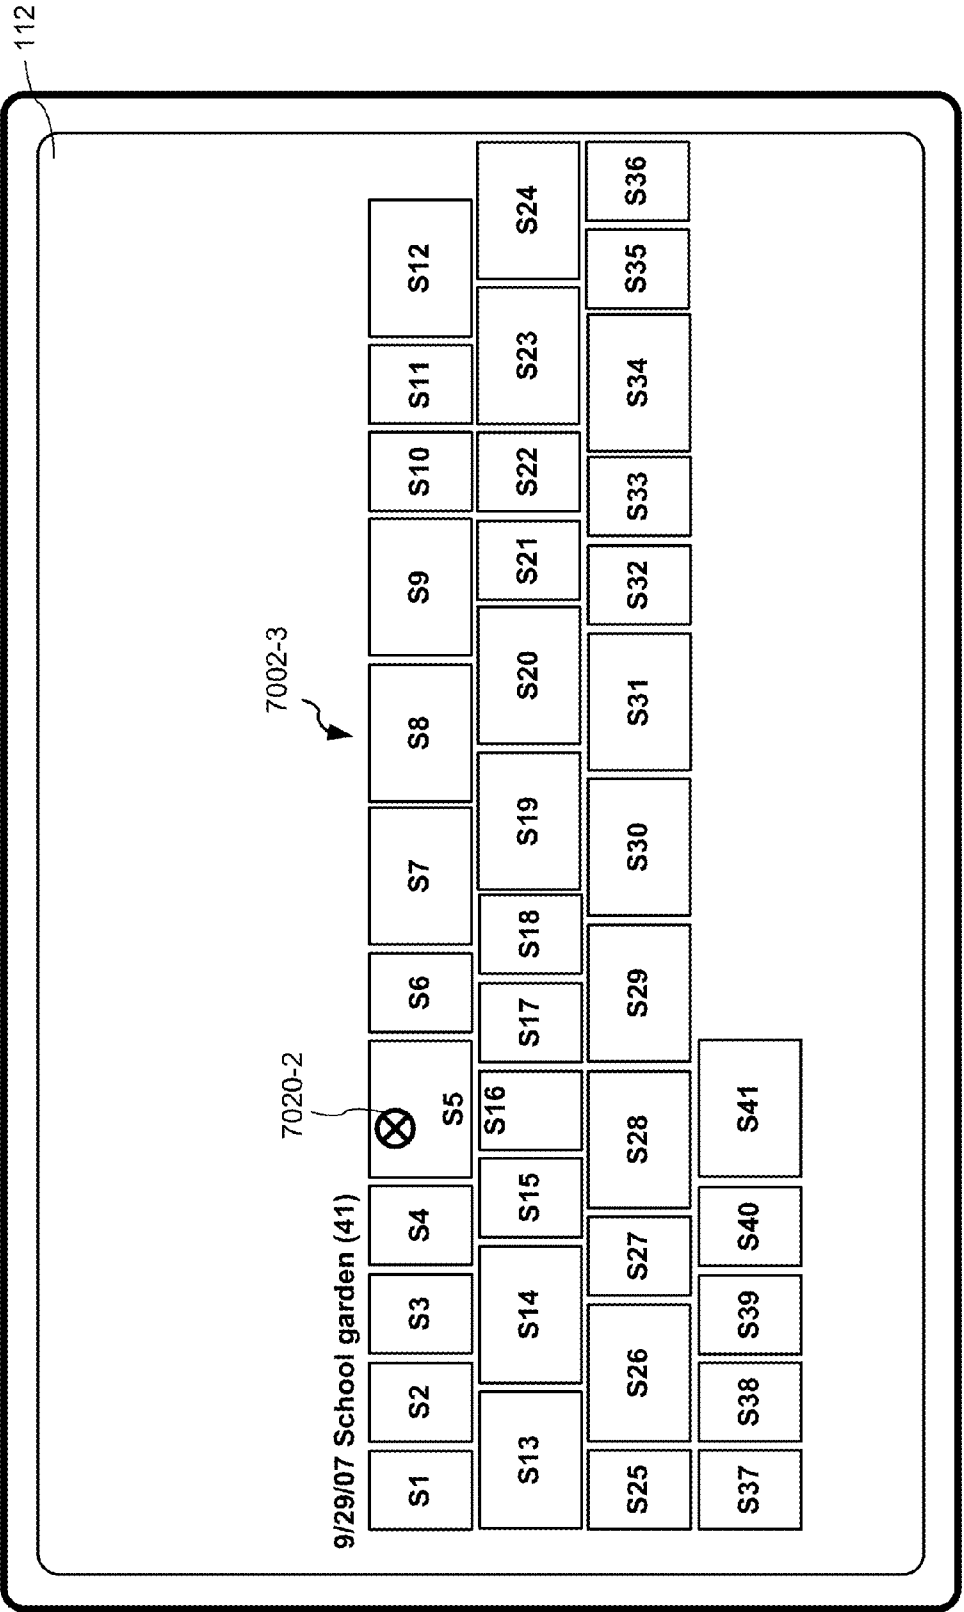 112
7002-3
7020-2
9/29/07 School garden (41)
S1 S2 S3 S4 S5 S6 S7 S8 S9 S10 S11 S12
S13 S14 S15 S16 S17 S18 S19 S20 S21 S22 S23 S24
S25 S26 S27 S28 S29 S30 S31 S32 S33 S34 S35 S36
S37 S38 S39 S40 S41